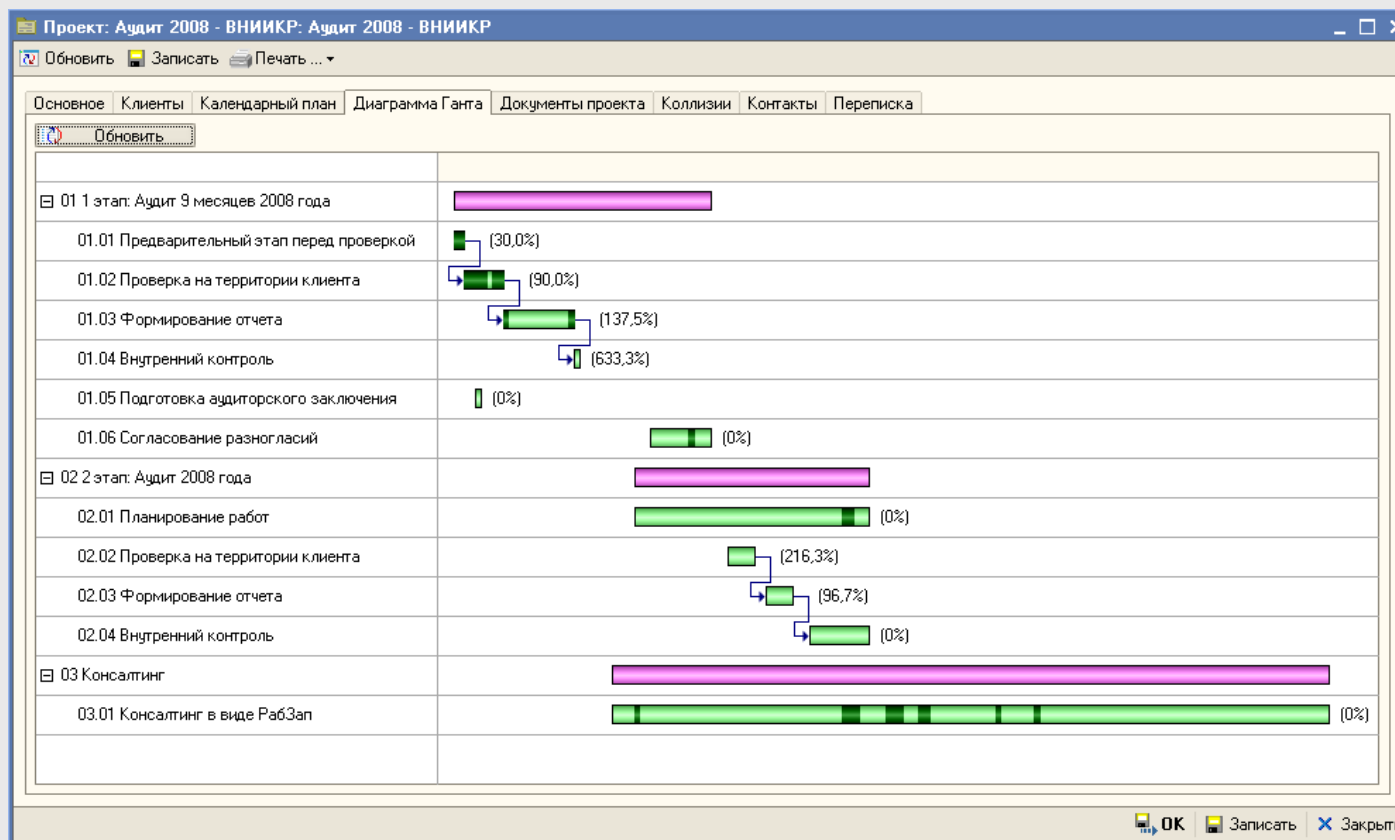 Проект: Аудит 2008 - ВНИИКР: Аудит 2008 - ВНИИКР
Обновить Записать Печать ...
Основное Клиенты Календарный план Диаграмма Ганта Документы проекта Коллизии Контакты Переписка
Обновить
01 1 этап: Аудит 9 месяцев 2008 года
01.01 Предварительный этап перед проверкой (30,0%)
01.02 Проверка на территории клиента (90,0%)
01.03 Формирование отчета (137,5%)
01.04 Внутренний контроль (633,3%)
01.05 Подготовка аудиторского заключения (0%)
01.06 Согласование разногласий (0%)
02 2 этап: Аудит 2008 года
02.01 Планирование работ (0%)
02.02 Проверка на территории клиента (216,3%)
02.03 Формирование отчета (96,7%)
02.04 Внутренний контроль (0%)
03 Консалтинг
03.01 Консалтинг в виде РабЗап (0%)
OK Записать Закрыт